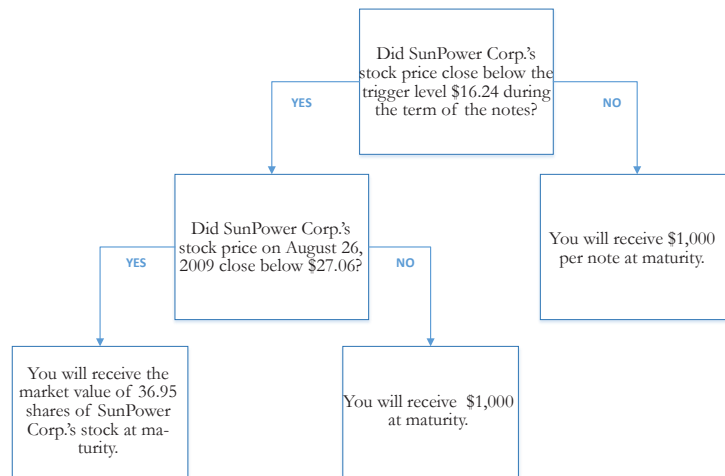 Did SunPower Corp.'s
stock price close below the
trigger level $16.24 during
the term of the notes?
YES
NO
Did SunPower Corp.'s
stock price on August 26,
2009 close below $27.06?
You will receive $1,000
per note at maturity.
YES
NO
You will receive the
market value of 36.95
shares of SunPower
Corp.'s stock at ma-
turity.
You will receive $1,000
at maturity.